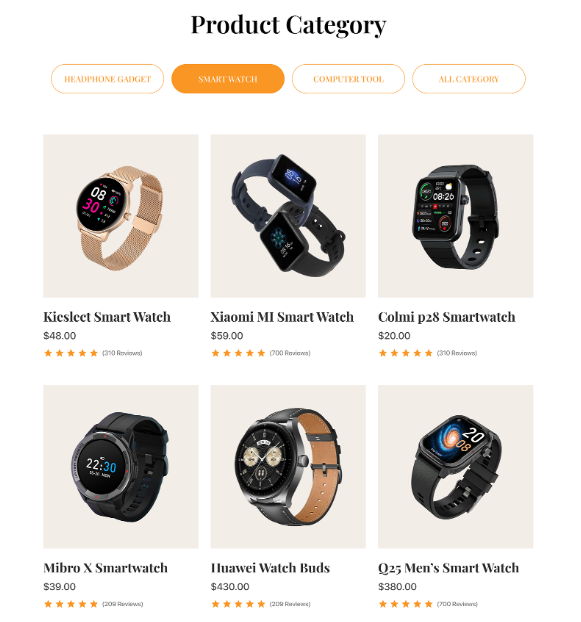 Product Category
HEADPHONE GADGET SMART WATCH COMPUTER TOOL ALL CATEGORY
08
30
08:26
Kieslect Smart Watch Xiaomi MI Smart Watch Colmi p28 Smartwatch
$48.00 $59.00 $20.00
(310 Reviews) (700 Reviews) (310 Reviews)
22:30
20
08
Mibro X Smartwatch Huawei Watch Buds Q25 Men's Smart Watch
$39.00 $430.00 $380.00
(209 Reviews) (209 Reviews) (700 Reviews)